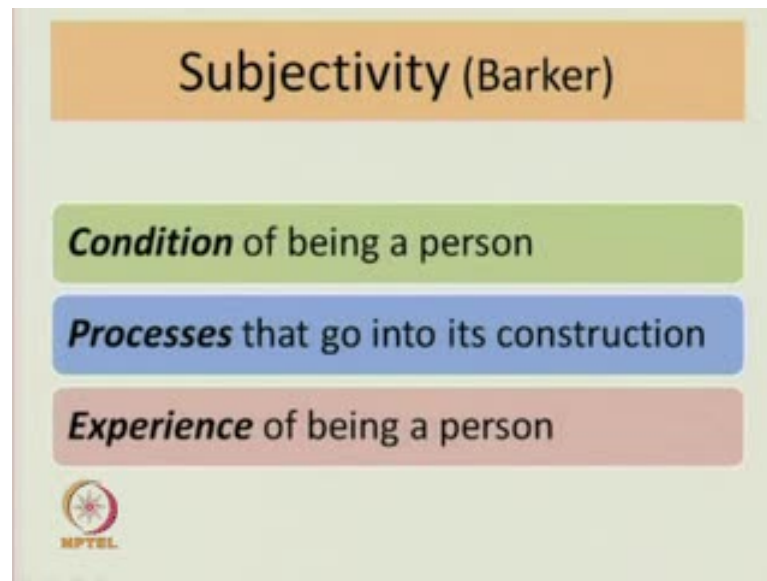 Subjectivity (Barker)
Condition of being a person
Processes that go into its construction
Experience of being a person
NPTEL